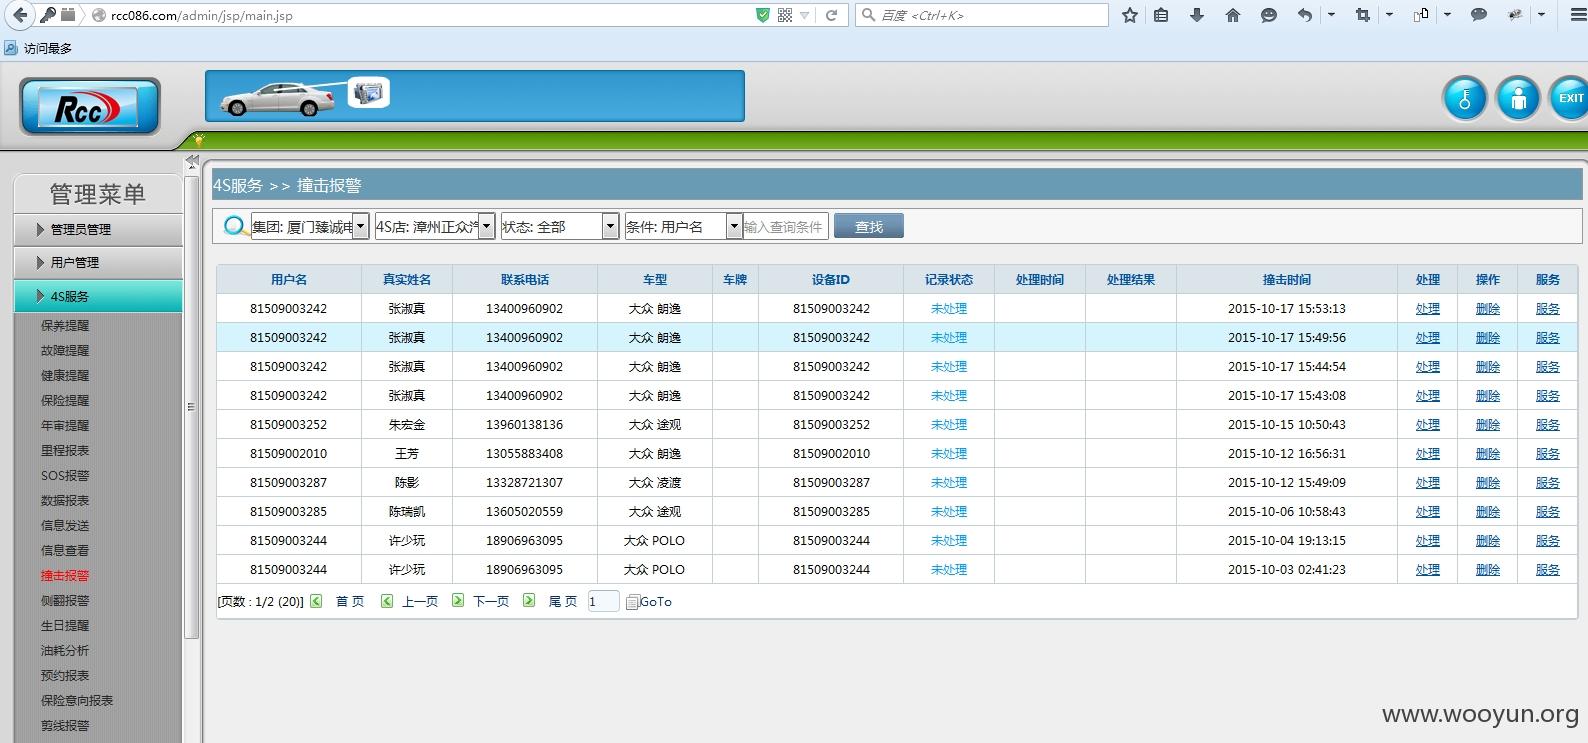 rcc086.com/admin/jsp/main.jsp
百度 <Ctrl+K>
访问最多
Rcc
EXIT
管理菜单
管理员管理
用户管理
4S服务
保养提醒
故障提醒
健康提醒
保险提醒
年审提醒
里程报表
SOS报警
数据报表
信息发送
信息查看
撞击报警
侧翻报警
生日提醒
油耗分析
预约报表
保险意向报表
剪线报警
4S服务 >> 撞击报警
集团: 厦门臻诚电 4S店: 漳州正众汽 状态: 全部 条件: 用户名 输入查询条件 查找
用户名 真实姓名 联系电话 车型 车牌 设备ID 记录状态 处理时间 处理结果 撞击时间 处理 操作 服务
81509003242 张淑真 13400960902 大众 朗逸 81509003242 未处理 2015-10-17 15:53:13 处理 删除 服务
81509003242 张淑真 13400960902 大众 朗逸 81509003242 未处理 2015-10-17 15:49:56 处理 删除 服务
81509003242 张淑真 13400960902 大众 朗逸 81509003242 未处理 2015-10-17 15:44:54 处理 删除 服务
81509003242 张淑真 13400960902 大众 朗逸 81509003242 未处理 2015-10-17 15:43:08 处理 删除 服务
81509003252 朱宏金 13960138136 大众 途观 81509003252 未处理 2015-10-15 10:50:43 处理 删除 服务
81509002010 王芳 13055883408 大众 朗逸 81509002010 未处理 2015-10-12 16:56:31 处理 删除 服务
81509003287 陈影 13328721307 大众 凌渡 81509003287 未处理 2015-10-12 15:49:09 处理 删除 服务
81509003285 陈瑞凯 13605020559 大众 途观 81509003285 未处理 2015-10-06 10:58:43 处理 删除 服务
81509003244 许少玩 18906963095 大众 POLO 81509003244 未处理 2015-10-04 19:13:15 处理 删除 服务
81509003244 许少玩 18906963095 大众 POLO 81509003244 未处理 2015-10-03 02:41:23 处理 删除 服务
[页数 : 1/2 (20)] 首 页 上一页 下一页 尾 页 1 GoTo
www.wooyun.org